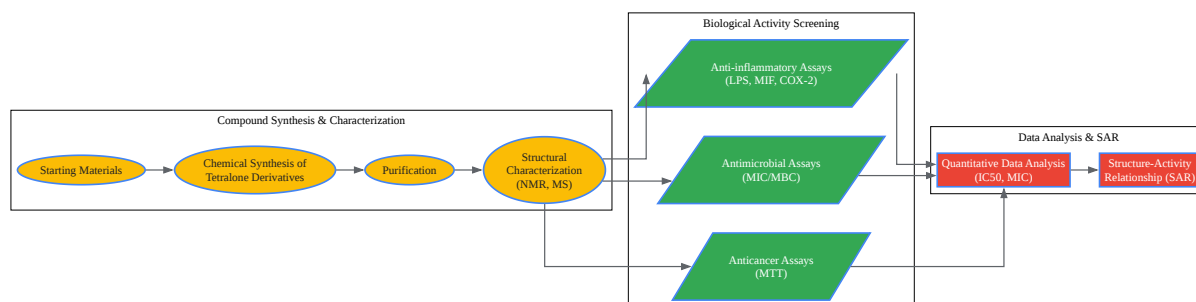 Biological Activity Screening
Anti-inflammatory Assays
(LPS, MIF, COX-2)
Compound Synthesis & Characterization
Starting Materials
Chemical Synthesis of
Tetralone Derivatives
Purification
Structural
Characterization
(NMR, MS)
Antimicrobial Assays
(MIC/MBC)
Anticancer Assays
(MTT)
Data Analysis & SAR
Quantitative Data Analysis
(IC50, MIC)
Structure-Activity
Relationship (SAR)